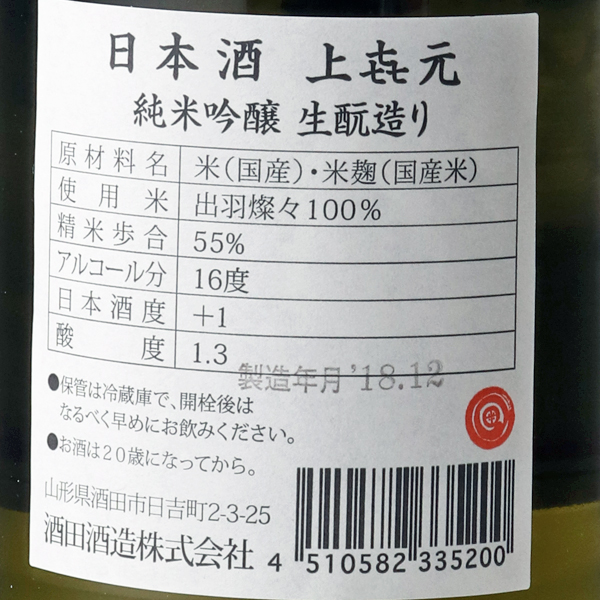 日本酒 上㐂元
純米吟醸 生酛造り
原材料名 米(国産)・米麹(国産米)
使用米 出羽燦々100%
精米歩合 55%
アルコール分 16度
日本酒度 +1
酸度 1.3
製造年月'18.12
●保管は冷蔵庫で、開栓後は
なるべく早めにお飲みください。
●お酒は20歳になってから。
山形県酒田市日吉町2-3-25
酒田酒造株式会社
4 510582 335200